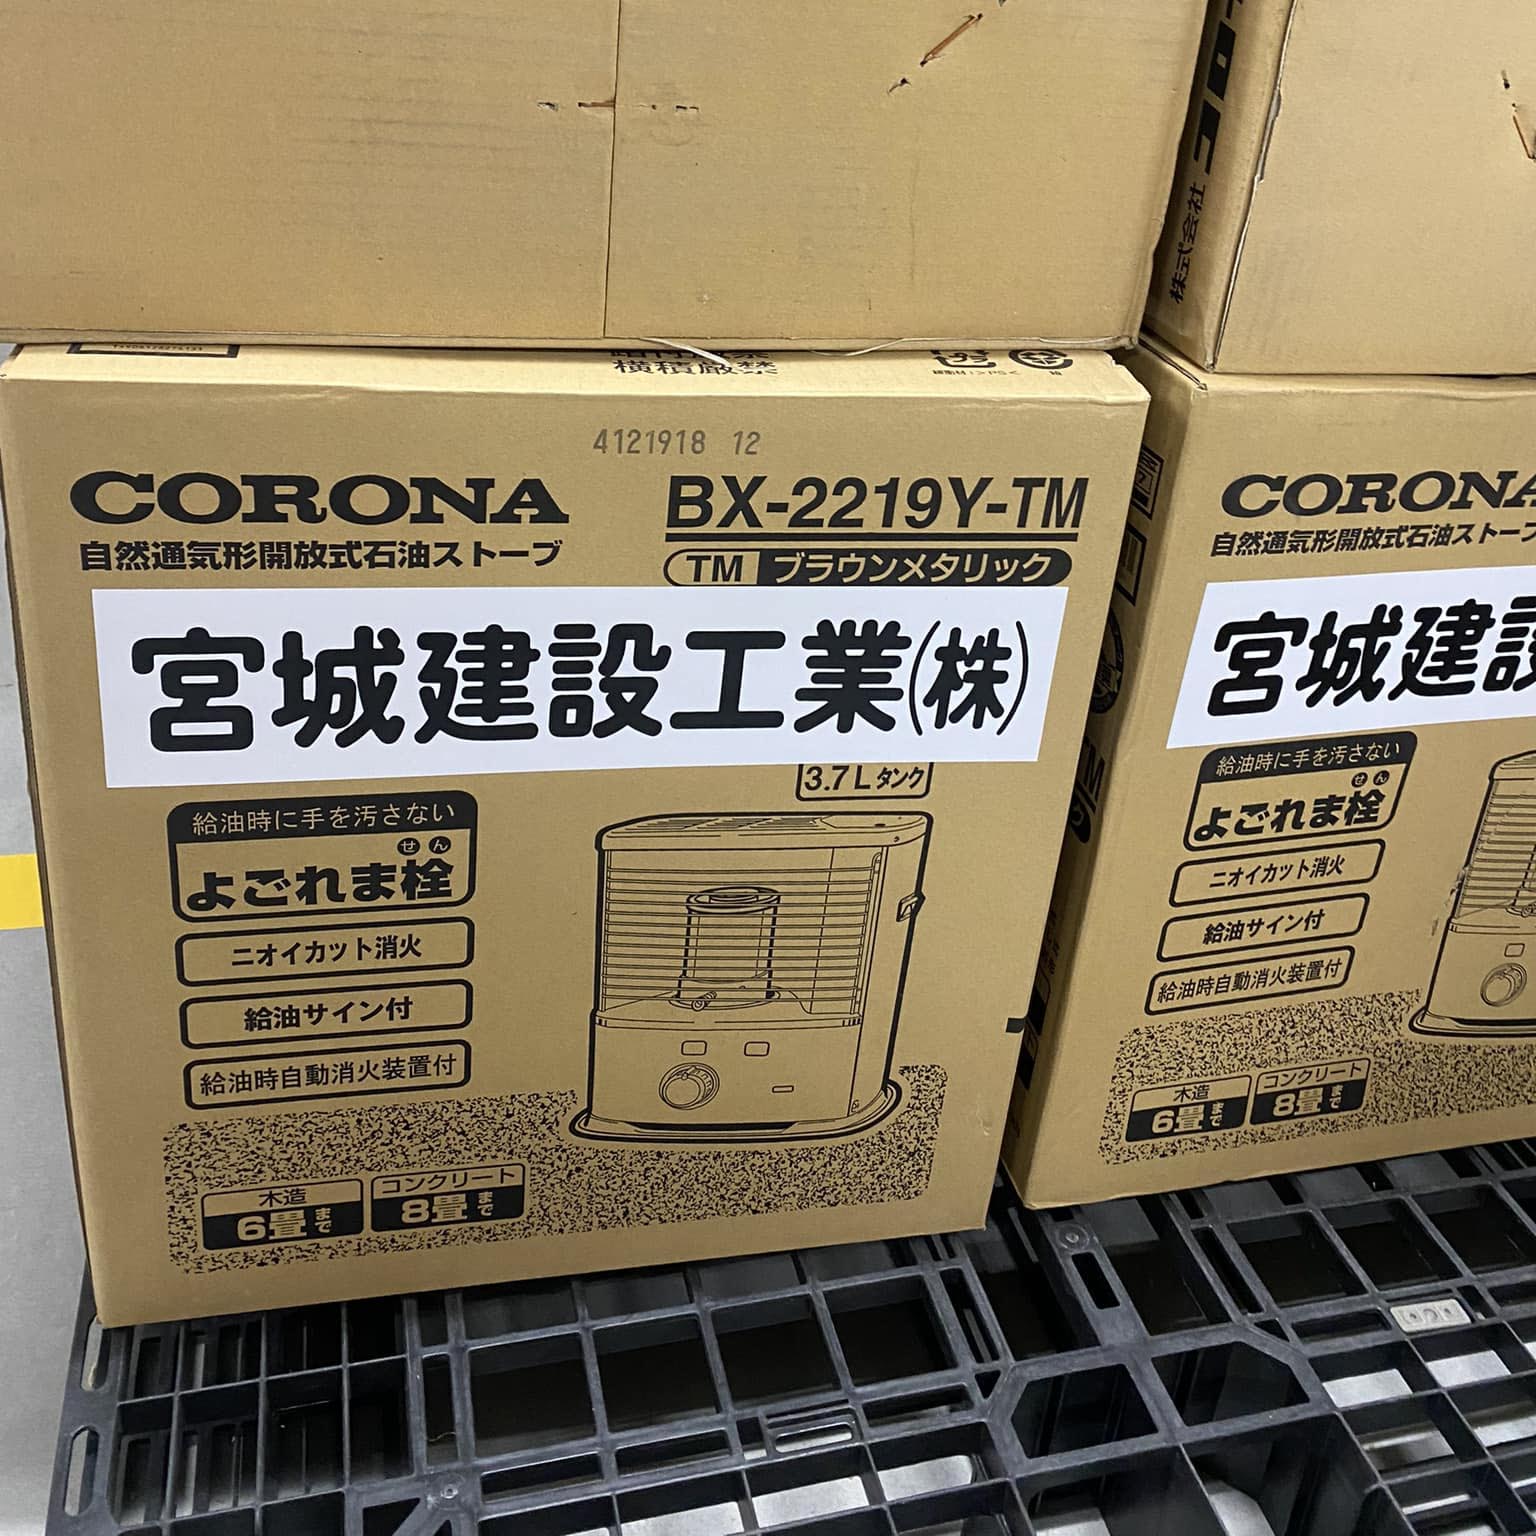 横積厳禁
4121918 12
CORONA
自然通気形開放式石油ストーブ
BX-2219Y-TM
TM ブラウンメタリック
宮城建設工業(株)
3.7Lタンク
給油時に手を汚さない
せん
よごれま栓
ニオイカット消火
給油サイン付
給油時自動消火装置付
木造
6畳まで
コンクリート
8畳まで
株式会社
CORONA
自然通気形開放式石油ストーブ
宮城建設
給油時に手を汚さない
せん
よごれま栓
ニオイカット消火
給油サイン付
給油時自動消火装置付
木造
6畳まで
コンクリート
8畳まで